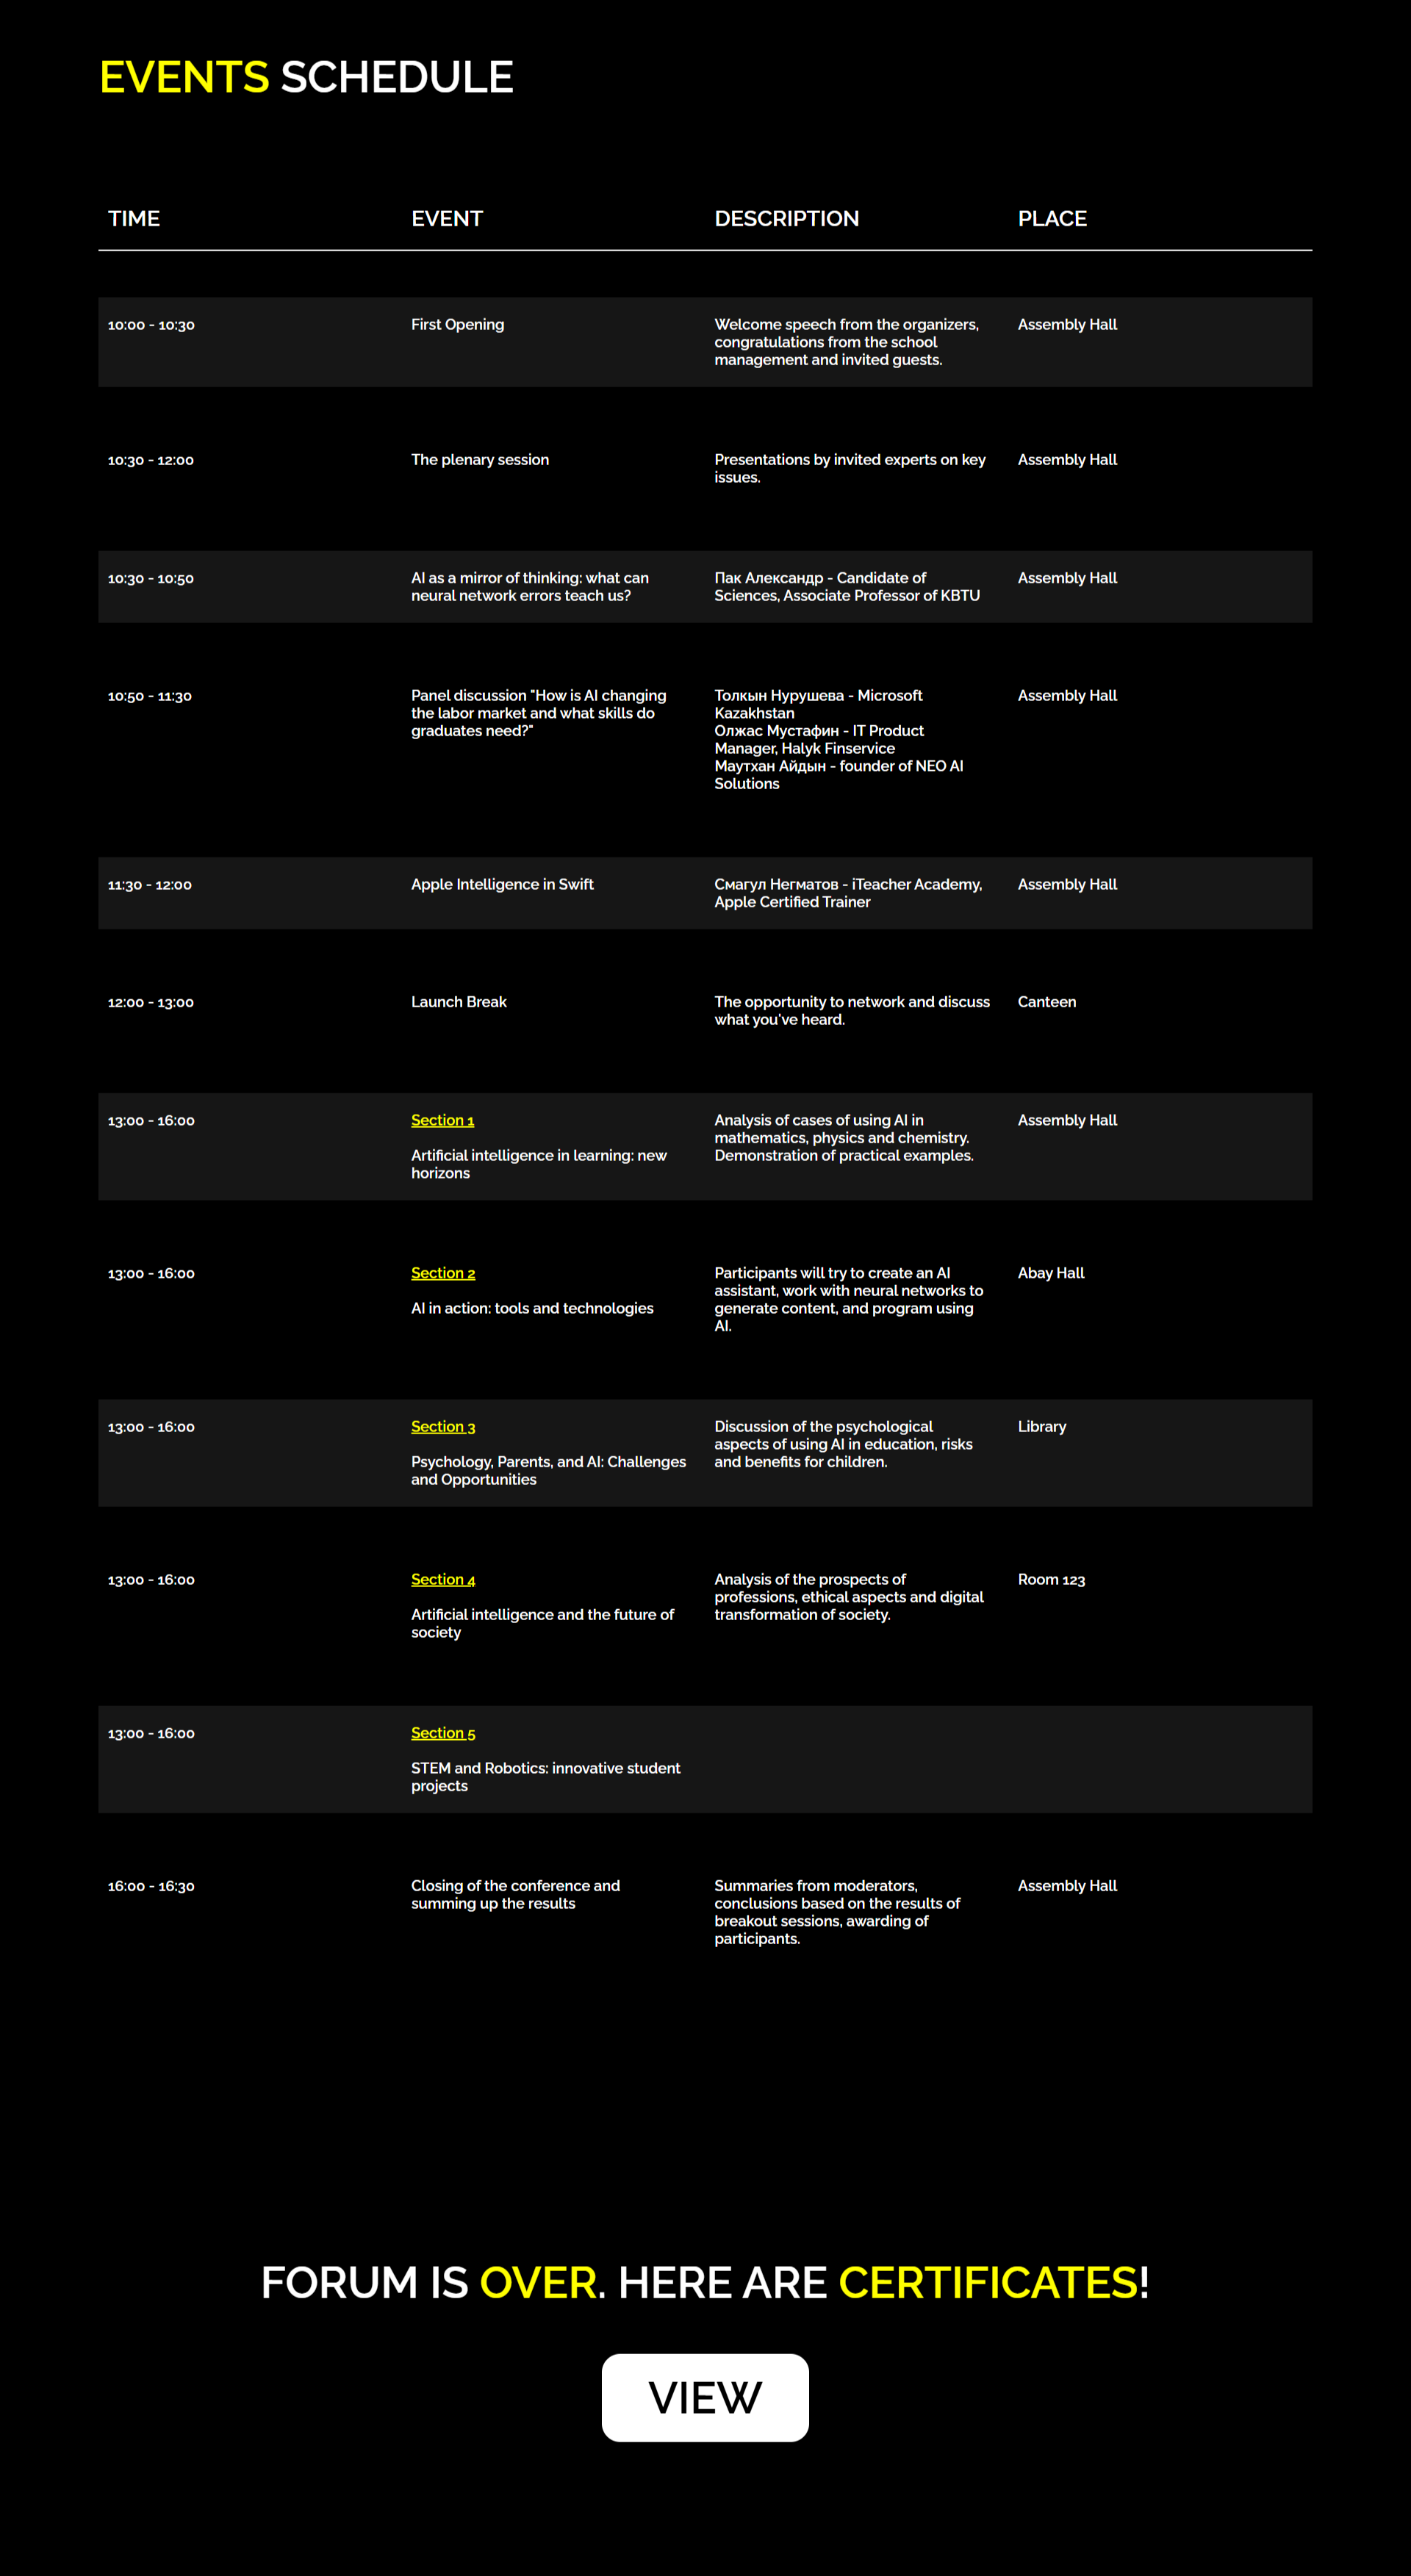 EVENTS SCHEDULE
TIME EVENT DESCRIPTION PLACE
10:00 - 10:30 First Opening Welcome speech from the organizers, Assembly Hall
congratulations from the school
management and invited guests.
10:30 - 12:00 The plenary session Presentations by invited experts on key Assembly Hall
issues.
10:30 - 10:50 AI as a mirror of thinking: what can Пак Александр - Candidate of Assembly Hall
neural network errors teach us? Sciences, Associate Professor of KBTU
10:50 - 11:30 Panel discussion "How is AI changing Толкын Нурушева - Microsoft Assembly Hall
the labor market and what skills do Kazakhstan
graduates need?" Олжас Мустафин - IT Product
Manager, Halyk Finservice
Маутхан Айдын - founder of NEO AI
Solutions
11:30 - 12:00 Apple Intelligence in Swift Смагул Негматов - iTeacher Academy, Assembly Hall
Apple Certified Trainer
12:00 - 13:00 Launch Break The opportunity to network and discuss Canteen
what you've heard.
13:00 - 16:00 Section 1 Analysis of cases of using AI in Assembly Hall
mathematics, physics and chemistry.
Artificial intelligence in learning: new Demonstration of practical examples.
horizons
13:00 - 16:00 Section 2 Participants will try to create an AI Abay Hall
assistant, work with neural networks to
AI in action: tools and technologies generate content, and program using
AI.
13:00 - 16:00 Section 3 Discussion of the psychological Library
aspects of using AI in education, risks
Psychology, Parents, and AI: Challenges and benefits for children.
and Opportunities
13:00 - 16:00 Section 4 Analysis of the prospects of Room 123
professions, ethical aspects and digital
Artificial intelligence and the future of transformation of society.
society
13:00 - 16:00 Section 5
STEM and Robotics: innovative student
projects
16:00 - 16:30 Closing of the conference and Summaries from moderators, Assembly Hall
summing up the results conclusions based on the results of
breakout sessions, awarding of
participants.
FORUM IS OVER. HERE ARE CERTIFICATES!
VIEW